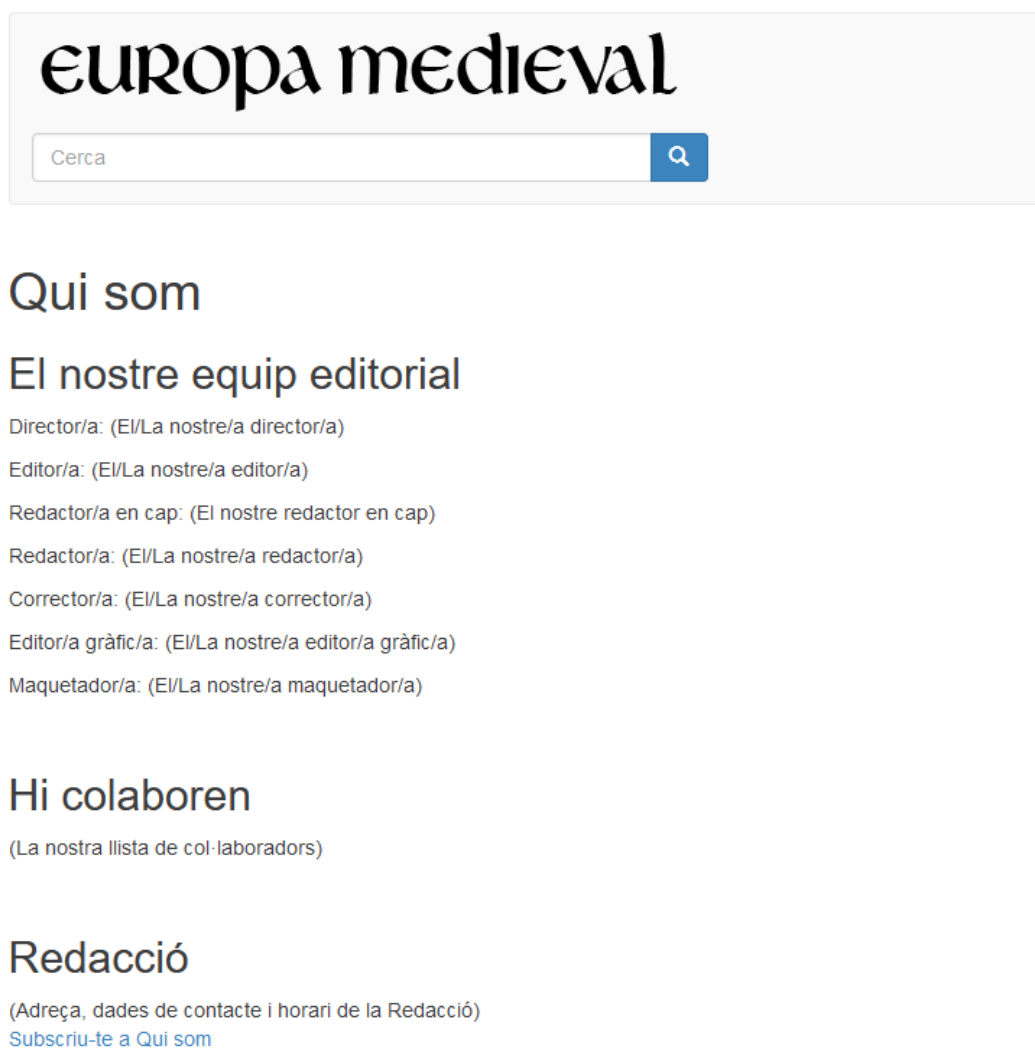 europa medieval
Cerca
Qui som
El nostre equip editorial
Director/a: (El/La nostre/a director/a)
Editor/a: (El/La nostre/a editor/a)
Redactor/a en cap: (El nostre redactor en cap)
Redactor/a: (El/La nostre/a redactor/a)
Corrector/a: (El/La nostre/a corrector/a)
Editor/a gràfic/a: (El/La nostre/a editor/a gràfic/a)
Maquetador/a: (El/La nostre/a maquetador/a)
Hi colaboren
(La nostra llista de col·laboradors)
Redacció
(Adreça, dades de contacte i horari de la Redacció)
Subscriu-te a Qui som